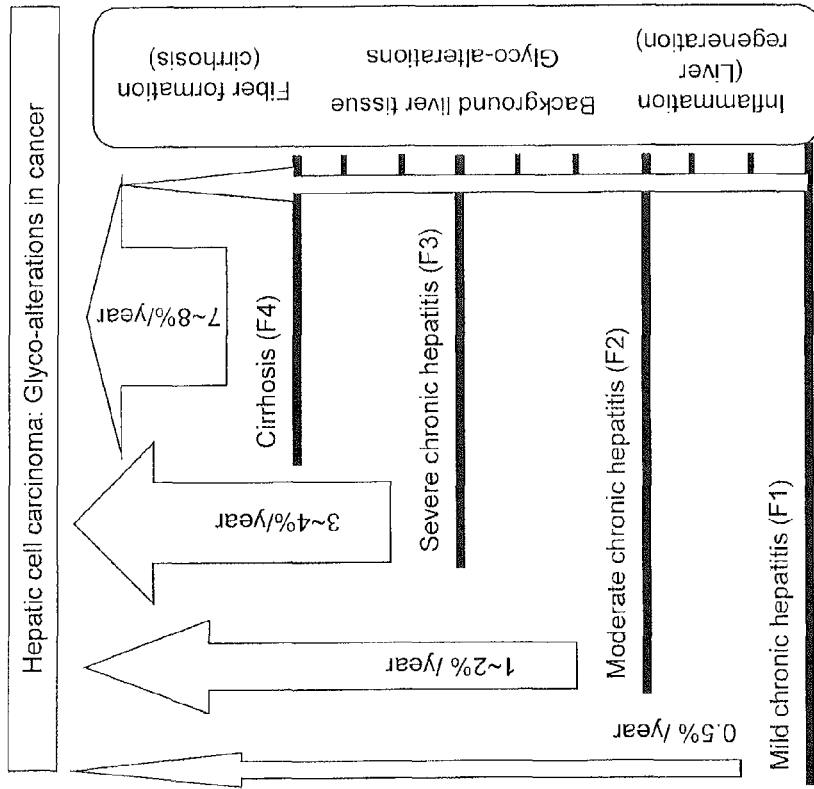 Hepatic cell carcinoma: Glyco-alterations in cancer
7~8%/year
3~4%/year
1~2% /year
0.5% / year
Cirrhosis (F4)
Severe chronic hepatitis (F3)
Moderate chronic hepatitis (F2)
Mild chronic hepatitis (F1)
Fiber formation
(cirrhosis)
Background liver tissue
Glyco-alterations
Inflammation
(Liver
regeneration)